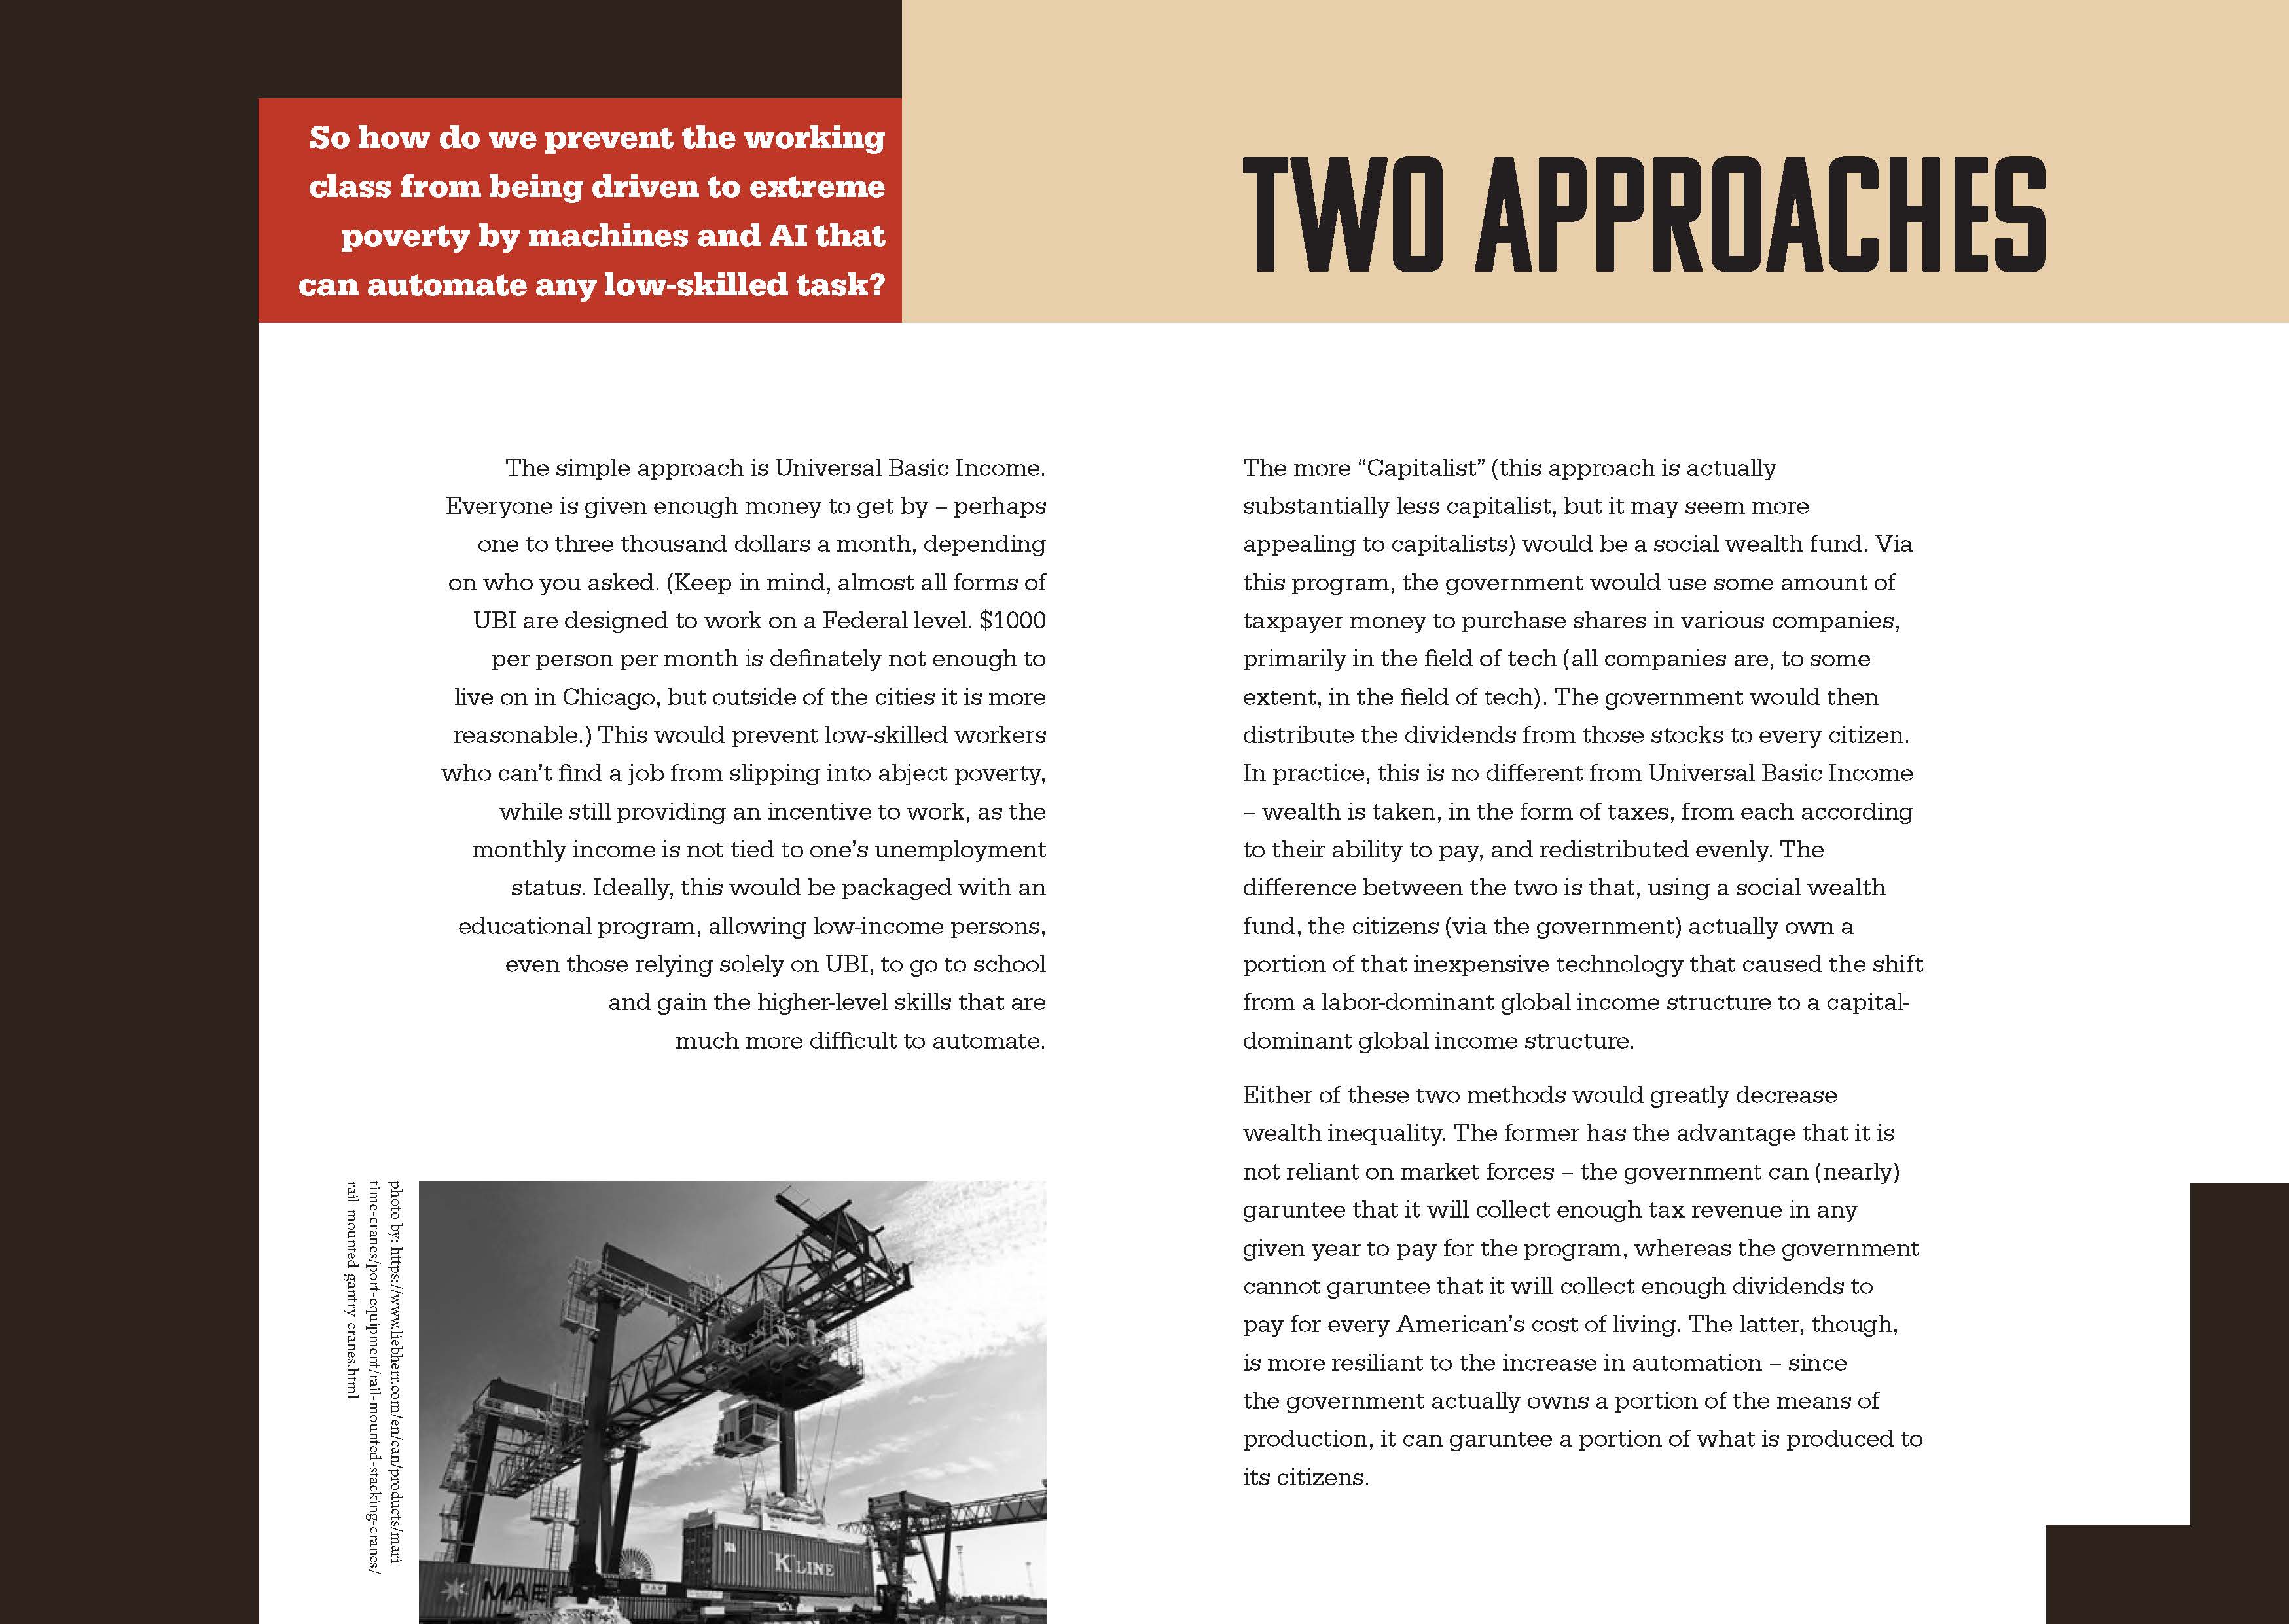 So how do we prevent the working
class from being driven to extreme
poverty by machines and AI that
can automate any low-skilled task?
TWO APPROACHES
The simple approach is Universal Basic Income.
Everyone is given enough money to get by – perhaps
one to three thousand dollars a month, depending
on who you asked. (Keep in mind, almost all forms of
UBI are designed to work on a Federal level. $1000
per person per month is definately not enough to
live on in Chicago, but outside of the cities it is more
reasonable.) This would prevent low-skilled workers
who can’t find a job from slipping into abject poverty,
while still providing an incentive to work, as the
monthly income is not tied to one’s unemployment
status. Ideally, this would be packaged with an
educational program, allowing low-income persons,
even those relying solely on UBI, to go to school
and gain the higher-level skills that are
much more difficult to automate.
photo by: https://www.liebherr.com/en/can/products/mari-
time-cranes/port-equipment/rail-mounted-stacking-cranes/
rail-mounted-gantry-cranes.html
K LINE
MAE
The more “Capitalist” (this approach is actually
substantially less capitalist, but it may seem more
appealing to capitalists) would be a social wealth fund. Via
this program, the government would use some amount of
taxpayer money to purchase shares in various companies,
primarily in the field of tech (all companies are, to some
extent, in the field of tech). The government would then
distribute the dividends from those stocks to every citizen.
In practice, this is no different from Universal Basic Income
– wealth is taken, in the form of taxes, from each according
to their ability to pay, and redistributed evenly. The
difference between the two is that, using a social wealth
fund, the citizens (via the government) actually own a
portion of that inexpensive technology that caused the shift
from a labor-dominant global income structure to a capital-
dominant global income structure.
Either of these two methods would greatly decrease
wealth inequality. The former has the advantage that it is
not reliant on market forces – the government can (nearly)
garuntee that it will collect enough tax revenue in any
given year to pay for the program, whereas the government
cannot garuntee that it will collect enough dividends to
pay for every American’s cost of living. The latter, though,
is more resiliant to the increase in automation – since
the government actually owns a portion of the means of
production, it can garuntee a portion of what is produced to
its citizens.